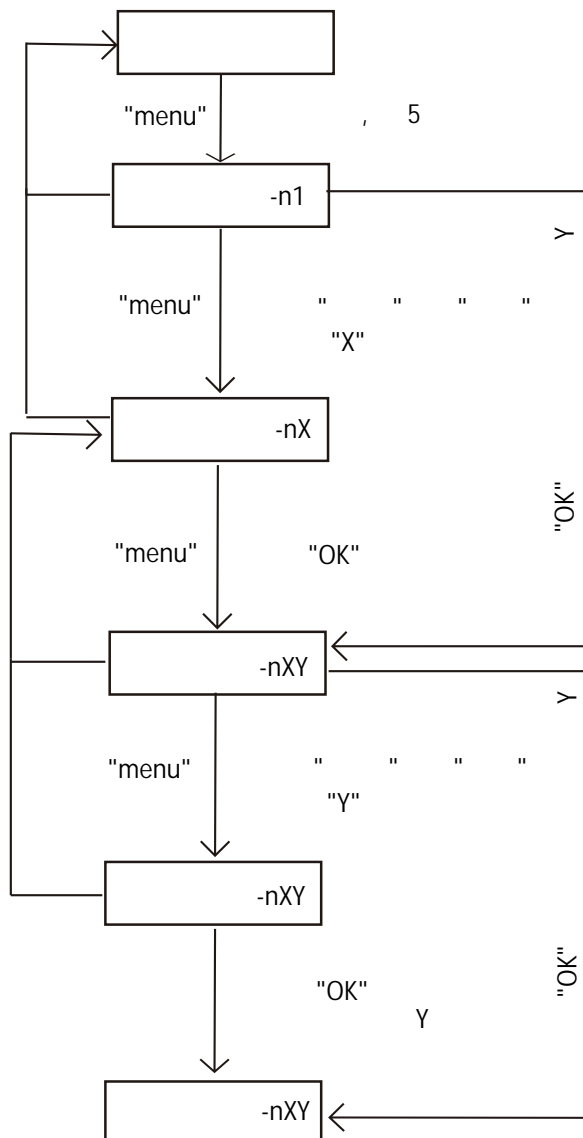 "menu" , 5
-n1
Y
"menu" " " " "
"X"
-nX
"OK"
"menu" "OK"
-nXY
Y
"menu" " " " "
"Y"
-nXY
"OK"
"OK"
Y
-nXY